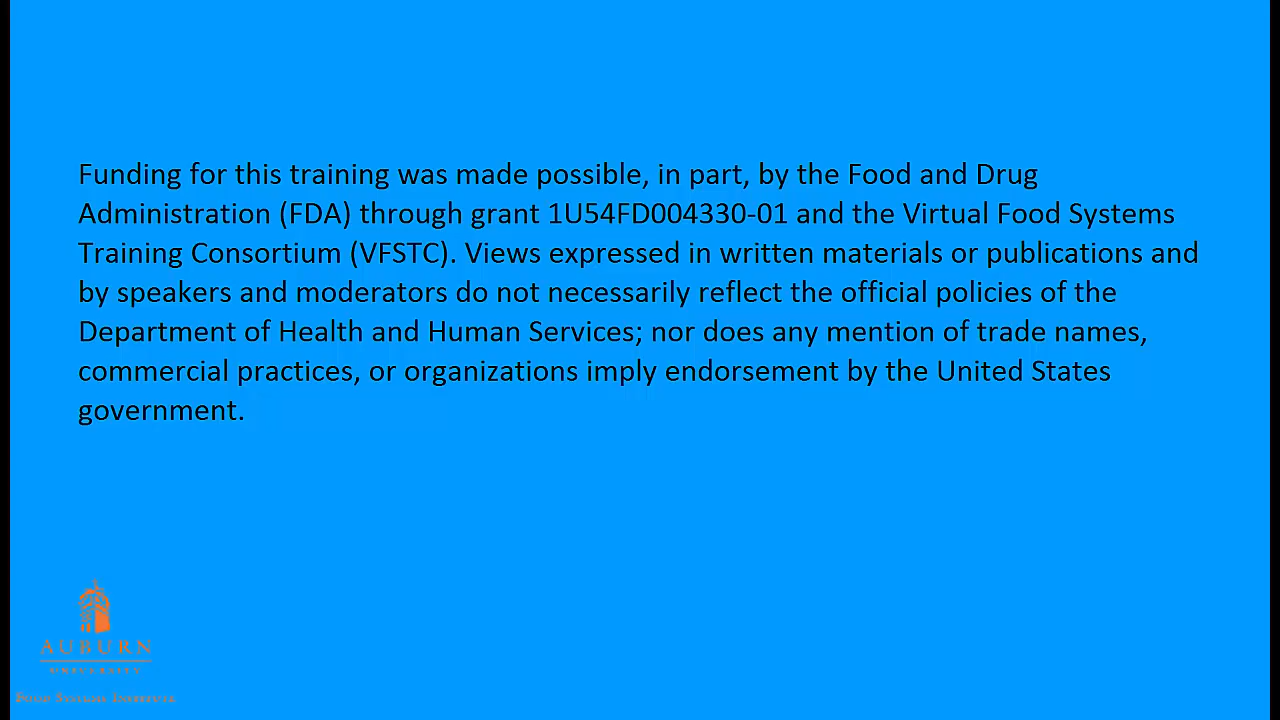 Funding for this training was made possible, in part, by the Food and Drug
Administration (FDA) through grant 1U54FD004330-01 and the Virtual Food Systems
Training Consortium (VFSTC). Views expressed in written materials or publications and
by speakers and moderators do not necessarily reflect the official policies of the
Department of Health and Human Services; nor does any mention of trade names,
commercial practices, or organizations imply endorsement by the United States
government.
AUBURN
UNIVERSITY
Food Systems Institute